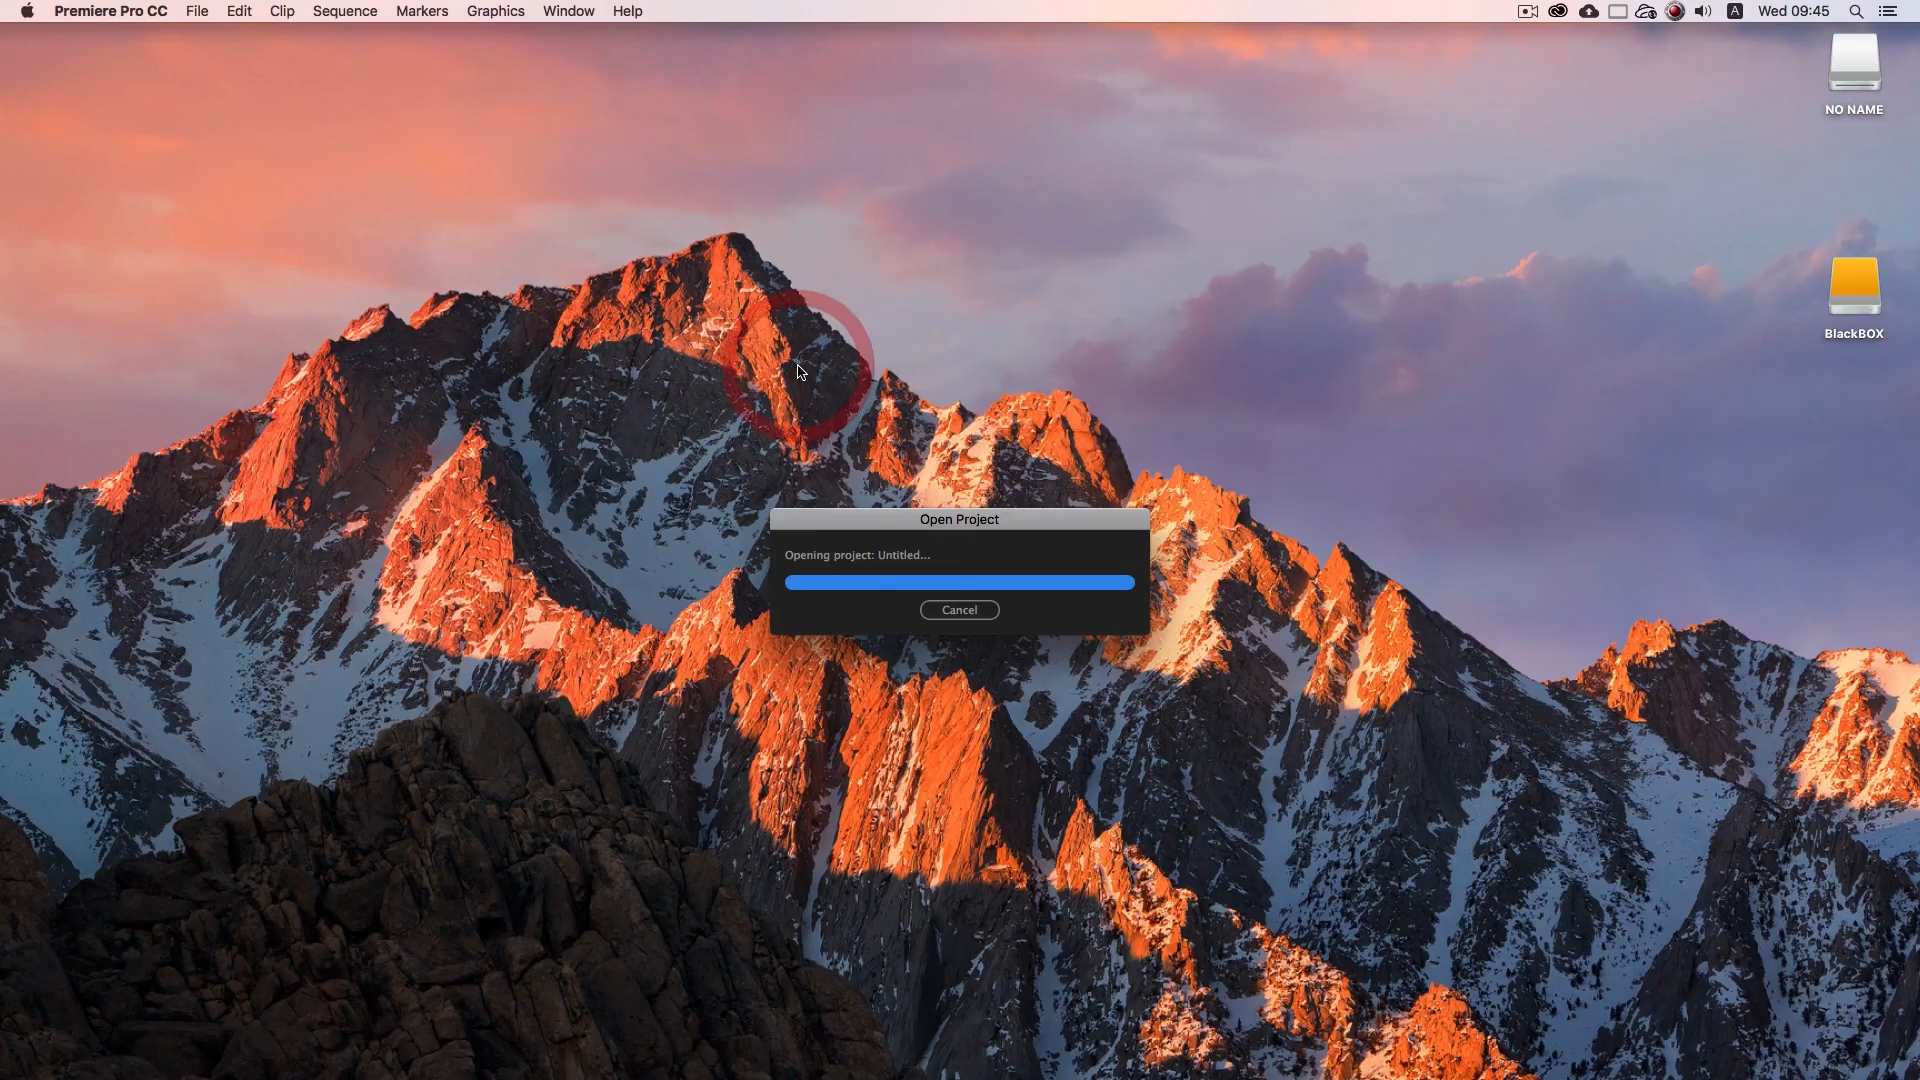 Premiere Pro CC File Edit Clip Sequence Markers Graphics Window Help A Wed 09:45
NO NAME
BlackBOX
Open Project
Opening project: Untitled...
Cancel